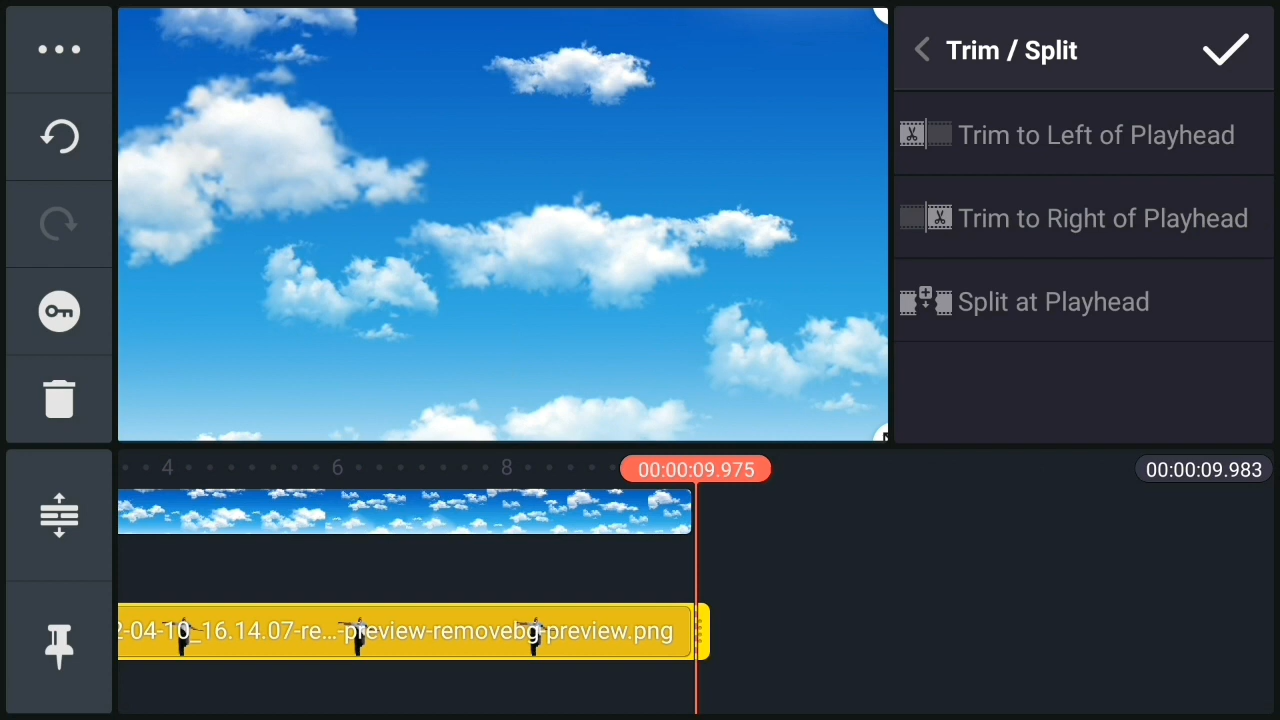 Trim / Split
Trim to Left of Playhead
Trim to Right of Playhead
Split at Playhead
4 6 8 00:00:09.975 00:00:09.983
2-04-10_16.14.07-re...-preview-removebg-preview.png